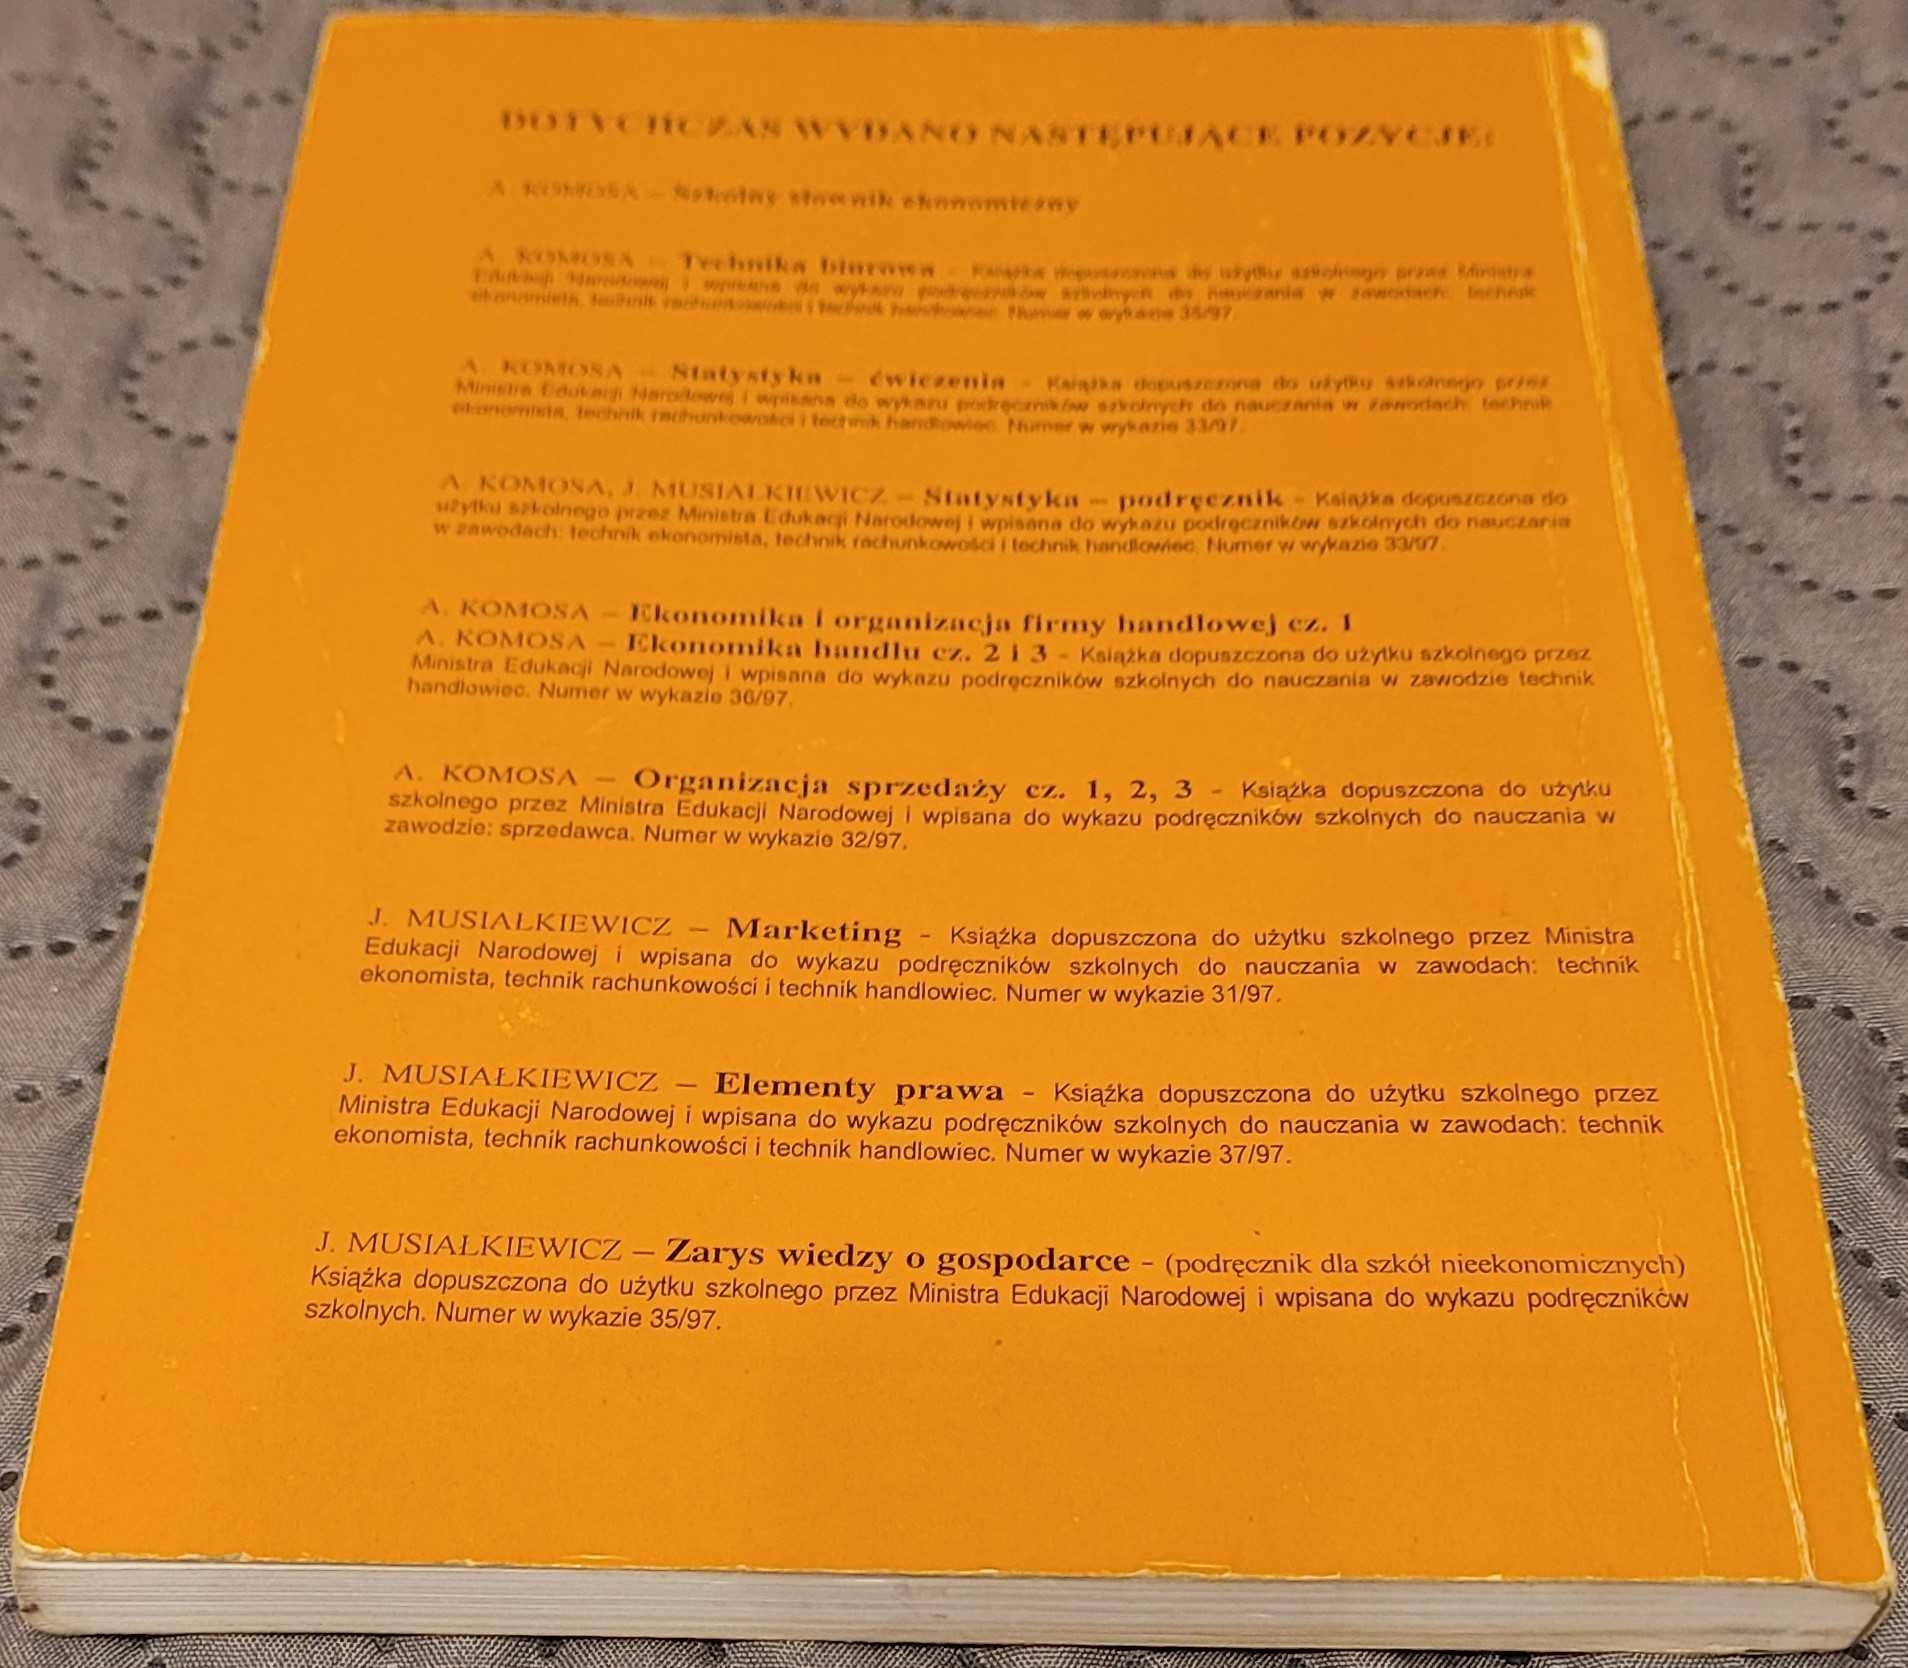 DOTYCHCZAS WYDANO NASTĘPUJĄCE POZYCJE:
A. KOMOSA – Szkolny słownik ekonomiczny
A. KOMOSA – Technika biurowa - Książka dopuszczona do użytku szkolnego przez Ministra
Edukacji Narodowej i wpisana do wykazu podręczników szkolnych do nauczania w zawodach: technik
ekonomista, technik rachunkowości i technik handlowiec. Numer w wykazie
A. KOMOSA – Statystyka – ćwiczenia - Książka dopuszczona do użytku szkolnego przez
Ministra Edukacji Narodowej i wpisana do wykazu podręczników szkolnych do nauczania w zawodach: technik
ekonomista, technik rachunkowości i technik handlowiec. Numer w wykazie 33/97.
A. KOMOSA, J. MUSIAŁKIEWICZ – Statystyka – podręcznik - Książka dopuszczona do
użytku szkolnego przez Ministra Edukacji Narodowej i wpisana do wykazu podręczników szkolnych do nauczania
w zawodach: technik ekonomista, technik rachunkowości i technik handlowiec. Numer w wykazie 33/97.
A. KOMOSA – Ekonomika i organizacja firmy handlowej cz. 1
A. KOMOSA – Ekonomika handlu cz. 2 i 3 - Książka dopuszczona do użytku szkolnego przez
Ministra Edukacji Narodowej i wpisana do wykazu podręczników szkolnych do nauczania w zawodzie technik
handlowiec. Numer w wykazie 36/97.
A. KOMOSA – Organizacja sprzedaży cz. 1, 2, 3 - Książka dopuszczona do użytku
szkolnego przez Ministra Edukacji Narodowej i wpisana do wykazu podręczników szkolnych do nauczania w
zawodzie: sprzedawca. Numer w wykazie 32/97.
J. MUSIAŁKIEWICZ – Marketing - Książka dopuszczona do użytku szkolnego przez Ministra
Edukacji Narodowej i wpisana do wykazu podręczników szkolnych do nauczania w zawodach: technik
ekonomista, technik rachunkowości i technik handlowiec. Numer w wykazie 31/97.
J. MUSIAŁKIEWICZ – Elementy prawa - Książka dopuszczona do użytku szkolnego przez
Ministra Edukacji Narodowej i wpisana do wykazu podręczników szkolnych do nauczania w zawodach: technik
ekonomista, technik rachunkowości i technik handlowiec. Numer w wykazie 37/97.
J. MUSIAŁKIEWICZ – Zarys wiedzy o gospodarce - (podręcznik dla szkół nieekonomicznych)
Książka dopuszczona do użytku szkolnego przez Ministra Edukacji Narodowej i wpisana do wykazu podręczników
szkolnych. Numer w wykazie 35/97.